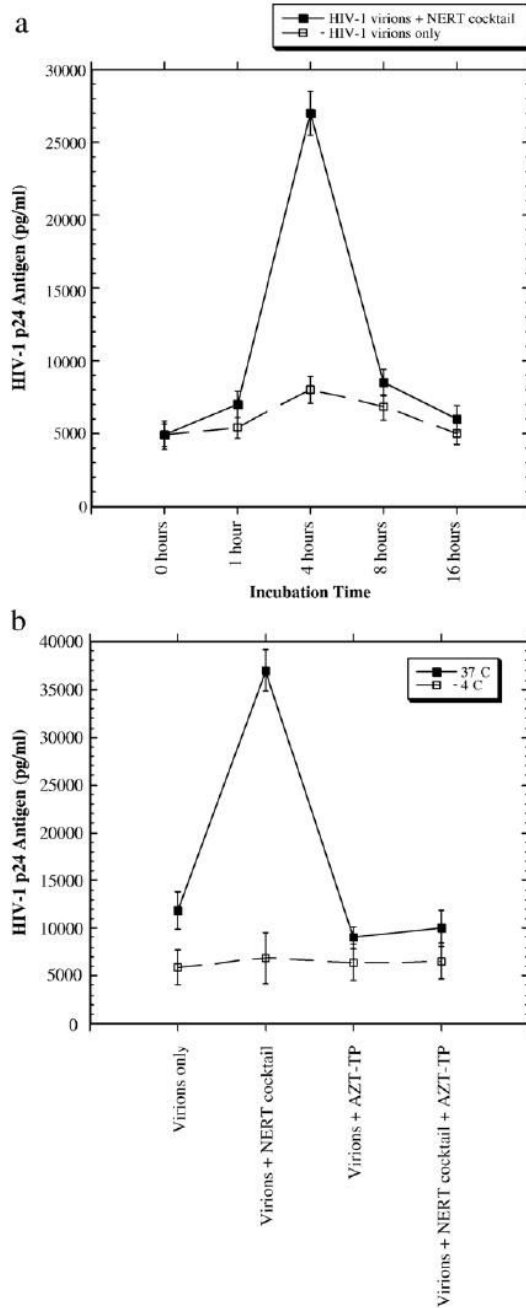 a
HIV-1 virions + NERT cocktail
- HIV-1 virions only
30000
25000
20000
15000
10000
5000
0
HIV-1 p24 Antigen (pg/ml)
0 hours
1 hour
4 hours
8 hours
16 hours
Incubation Time
b
37 C
- 4 C
40000
35000
30000
25000
20000
15000
10000
5000
0
HIV-1 p24 Antigen (pg/ml)
Virions only
Virions + NERT cocktail
Virions + AZT-TP
Virions + NERT cocktail + AZT-TP